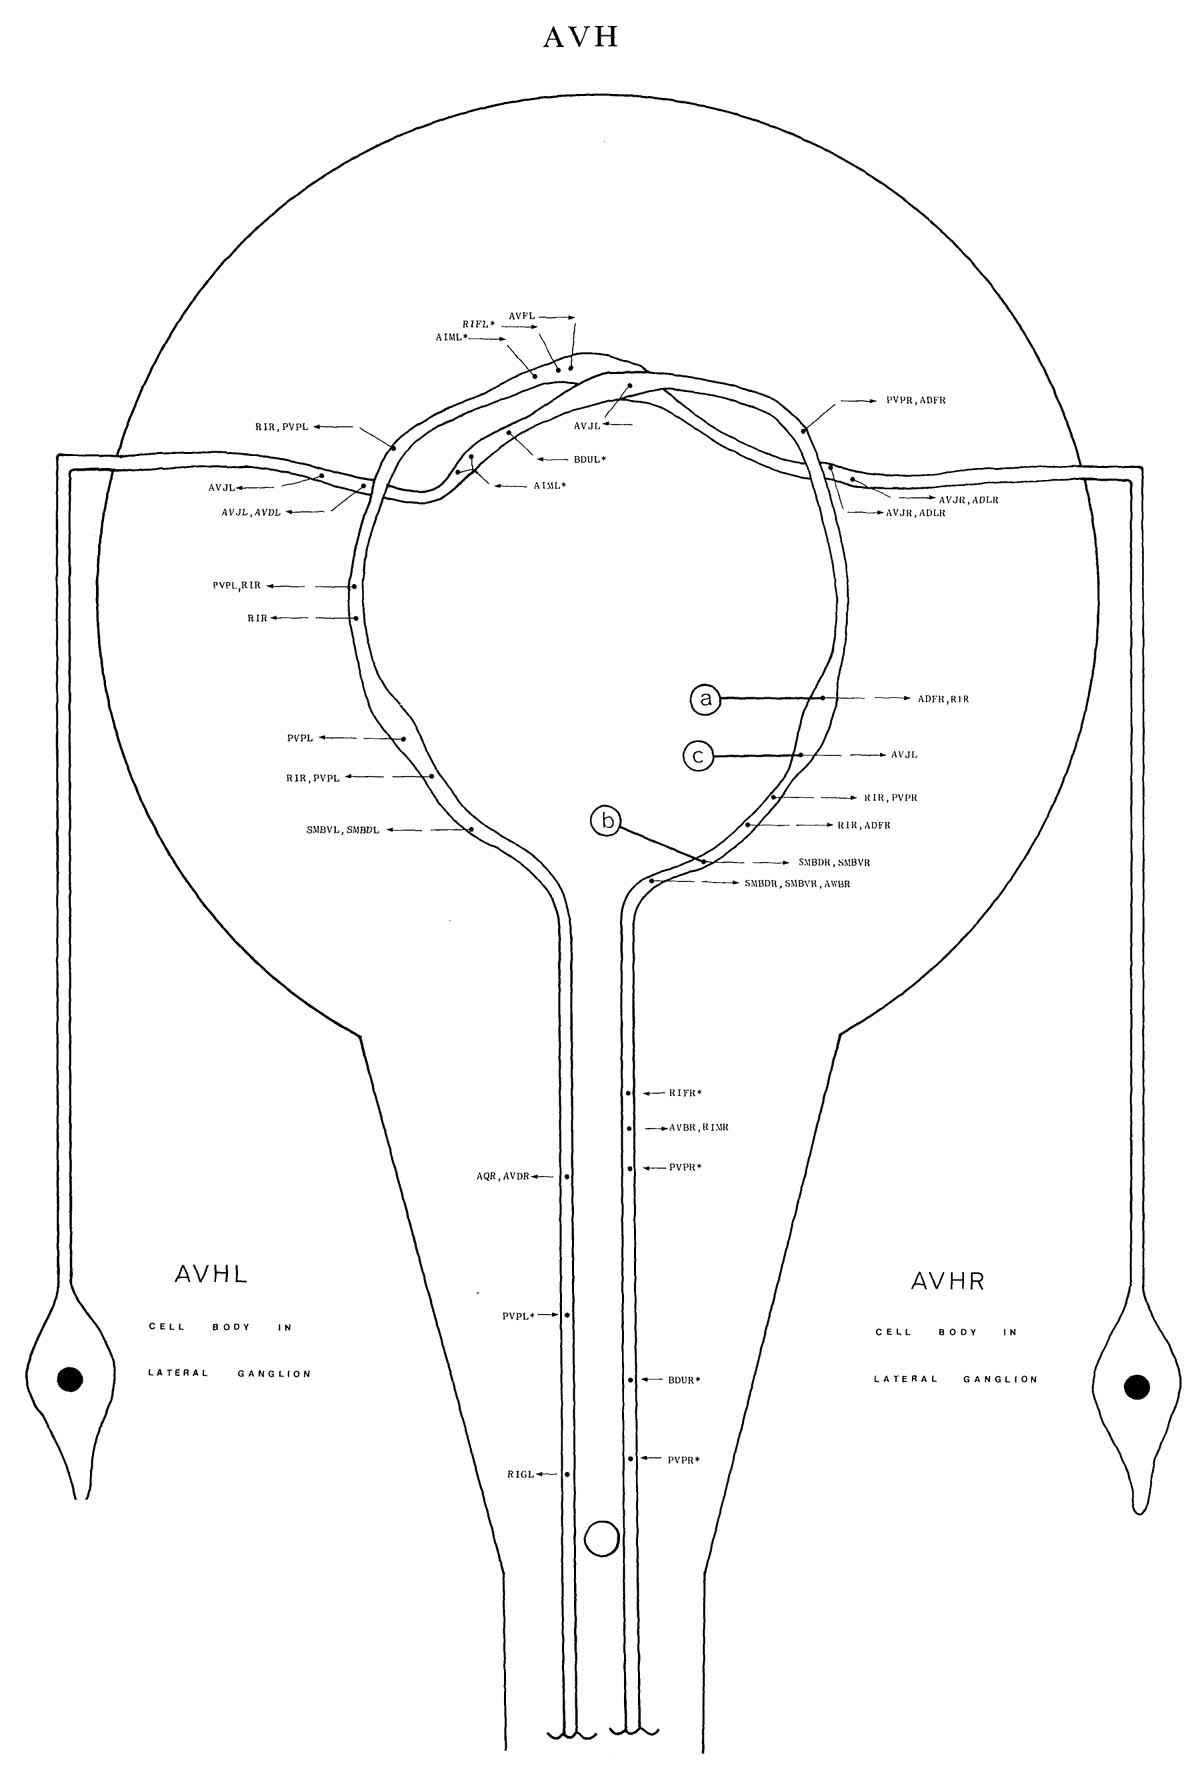 AVH
AVFL
RIFL*
AIML*
PVPR, ADFR
RIR, PVPL
AVJL
BDUL*
AVJL
AIML*
AVJR, ADLR
AVJL, AVDL
AVJR, ADLR
PVPL, RIR
RIR
a
ADFR, RIR
PVPL
c
AVJL
RIR, PVPL
RIR, PVPR
b
RIR, ADFR
SMBVL, SMBDL
SMBDR, SMBVR
SMBDR, SMBVR, AWBR
RIFR*
AVBR, RIMR
PVPR*
AQR, AVDR
AVHL
AVHR
PVPL*
CELL BODY IN
CELL BODY IN
LATERAL GANGLION
LATERAL GANGLION
BDUR*
PVPR*
RIGL